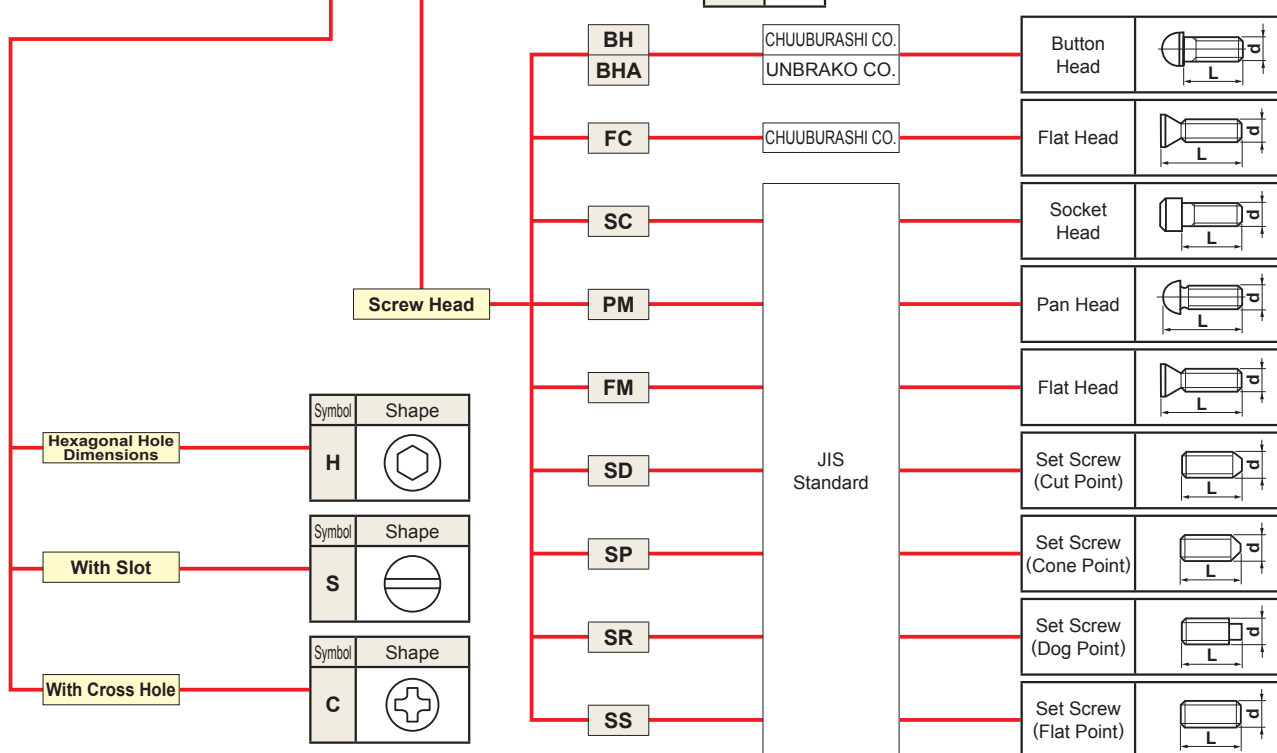 BH
CHUUBURASHI CO.
Button
Head
d
L
BHA
UNBRAKO CO.
FC
CHUUBURASHI CO.
Flat Head
d
L
SC
Socket
Head
d
L
Screw Head
PM
Pan Head
d
L
FM
Flat Head
d
L
JIS
Standard
SD
Set Screw
(Cut Point)
d
L
SP
Set Screw
(Cone Point)
d
L
SR
Set Screw
(Dog Point)
d
L
SS
Set Screw
(Flat Point)
d
L
Hexagonal Hole
Dimensions
Symbol Shape
H
With Slot
Symbol Shape
S
With Cross Hole
Symbol Shape
C